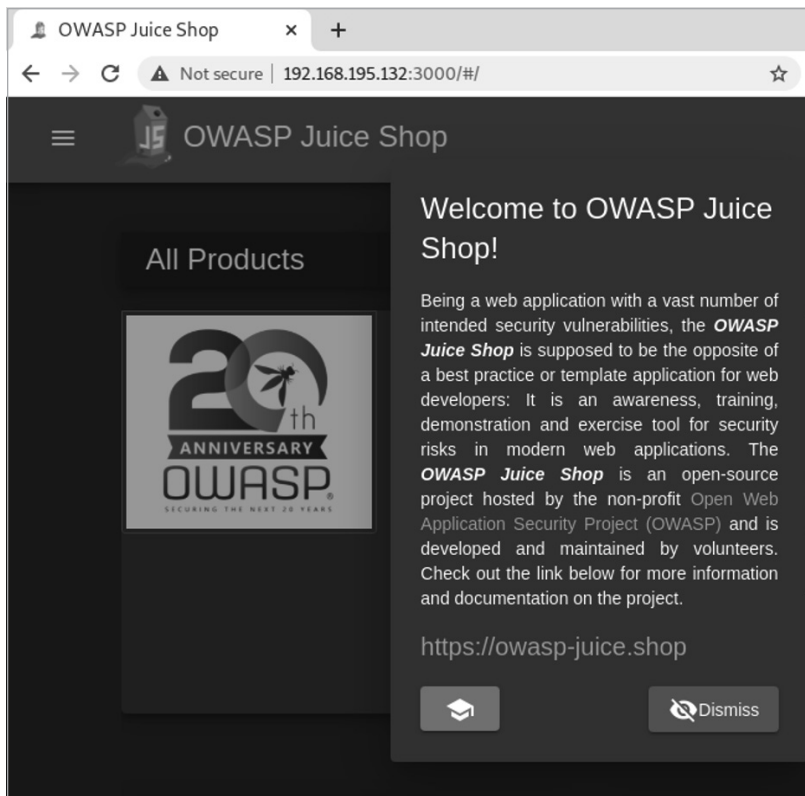 OWASP Juice Shop
Not secure 192.168.195.132:3000/#/
JS
OWASP Juice Shop
Welcome to OWASP Juice
Shop!
All Products
Being a web application with a vast number of
intended security vulnerabilities, the OWASP
Juice Shop is supposed to be the opposite of
a best practice or template application for web
developers: It is an awareness, training,
demonstration and exercise tool for security
risks in modern web applications. The
OWASP Juice Shop is an open-source
project hosted by the non-profit Open Web
Application Security Project (OWASP) and is
developed and maintained by volunteers.
Check out the link below for more information
and documentation on the project.
https://owasp-juice.shop
Dismiss
20th
ANNIVERSARY
OWASP
SECURING THE NEXT 20 YEARS